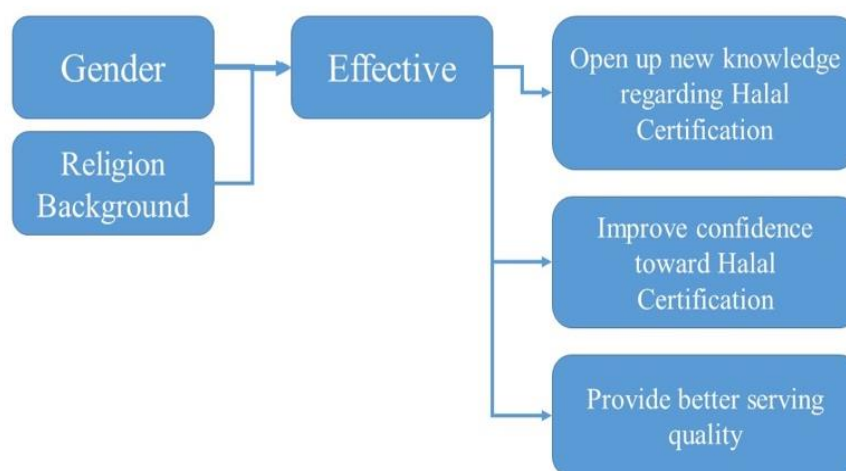 Gender
Religion
Background
Effective
Open up new knowledge
regarding Halal
Certification
Improve confidence
toward Halal
Certification
Provide better serving
quality